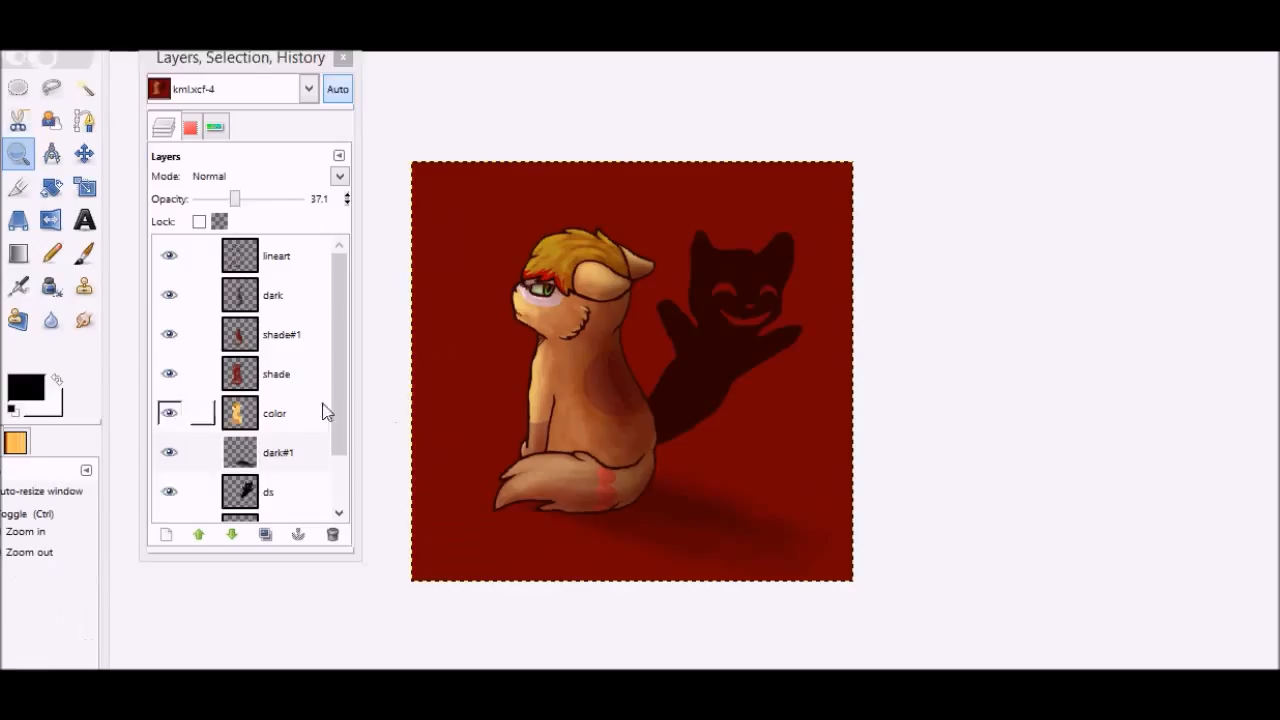 Layers, Selection, History
kml.xcf-4
Auto
Layers
Mode: Normal
Opacity: 37.1
Lock:
lineart
dark
shade#1
shade
color
dark#1
ds
uto-resize window
oggle (Ctrl)
Zoom in
Zoom out